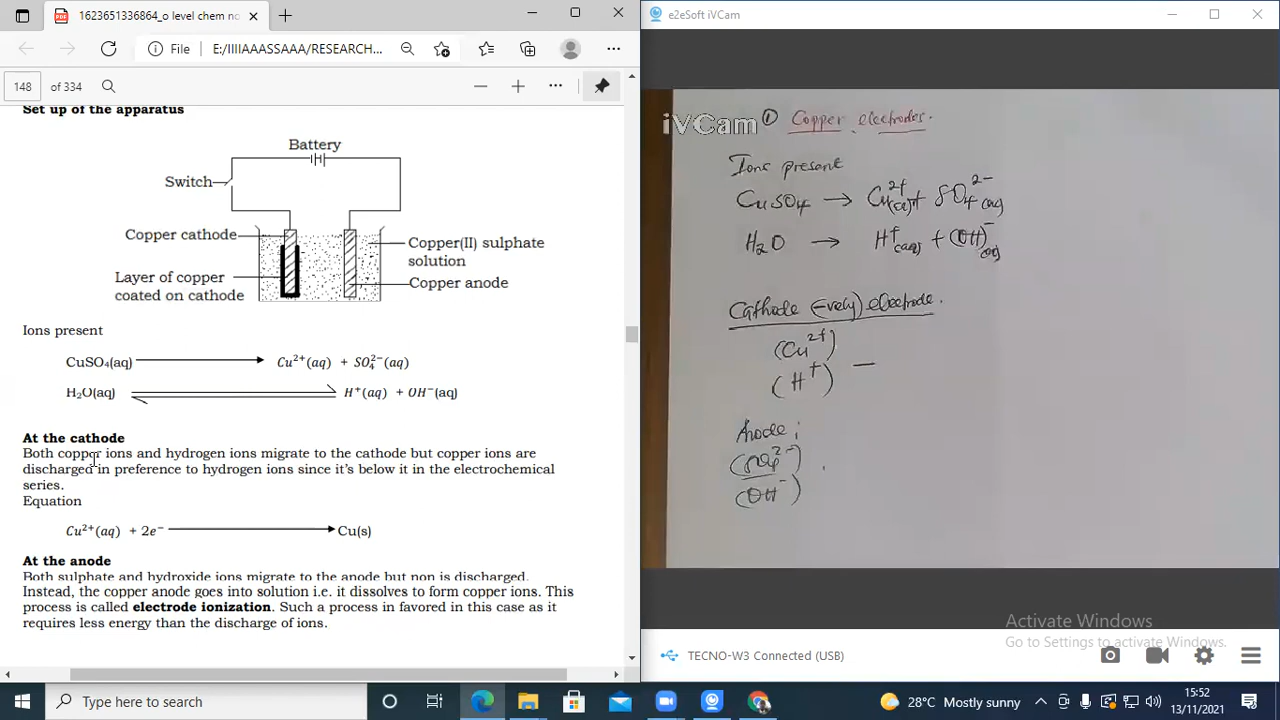 1623651336864_o level chem no
File
E:/IIIIAAASSAAA/RESEARCH...
148 of 334
Set up of the apparatus
Battery
Switch
Copper cathode
Layer of copper
coated on cathode
Copper(II) sulphate
solution
Copper anode
Ions present
CuSO₄(aq) ⟶ Cu²⁺(aq) + SO₄²⁻(aq)
H₂O(aq) ⇌ H⁺(aq) + OH⁻(aq)
At the cathode
Both copper ions and hydrogen ions migrate to the cathode but copper ions are
discharged in preference to hydrogen ions since it's below it in the electrochemical
series.
Equation
Cu²⁺(aq) + 2e⁻ ⟶ Cu(s)
At the anode
Both sulphate and hydroxide ions migrate to the anode but non is discharged.
Instead, the copper anode goes into solution i.e. it dissolves to form copper ions. This
process is called electrode ionization. Such a process in favored in this case as it
requires less energy than the discharge of ions.
e2eSoft iVCam
iVCam
① Copper electrodes.
Ions present
CuSO₄ → Cu²⁺(aq) + SO₄²⁻(aq)
H₂O → H⁺(aq) + (OH)⁻(aq)
Cathode (-vely) electrode.
(Cu²⁺)
(H⁺) —
Anode;
(SO₄²⁻)
(OH⁻)
Activate Windows
Go to Settings to activate Windows.
TECNO-W3 Connected (USB)
Type here to search
28°C Mostly sunny
15:52
13/11/2021